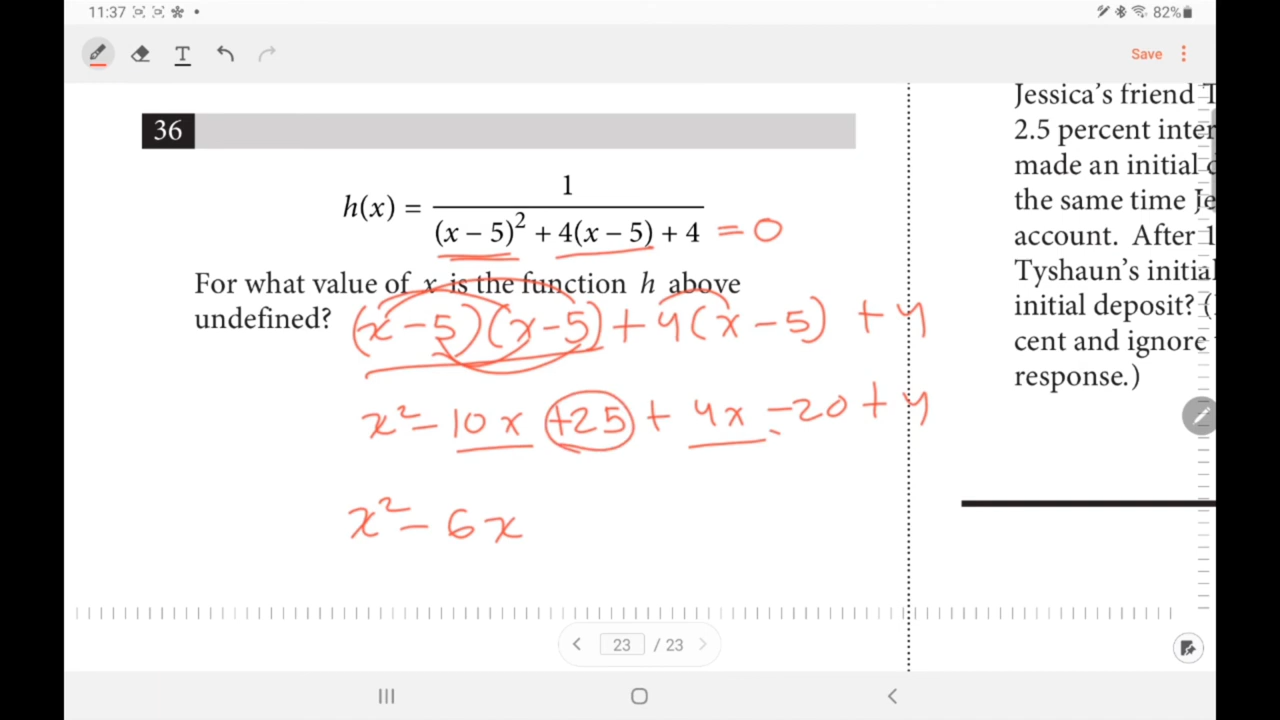 11:37
82%
T
Save
36
h(x) = 1 / (x – 5)² + 4(x – 5) + 4 = 0
For what value of x is the function h above
undefined?
(x – 5)(x – 5) + 4(x – 5) + 4
x² – 10x + 25 + 4x – 20 + 4
x² – 6x
Jessica's friend T
2.5 percent inter
made an initial d
the same time Je
account. After 1
Tyshaun's initial
initial deposit? (
cent and ignore
response.)
23 / 23